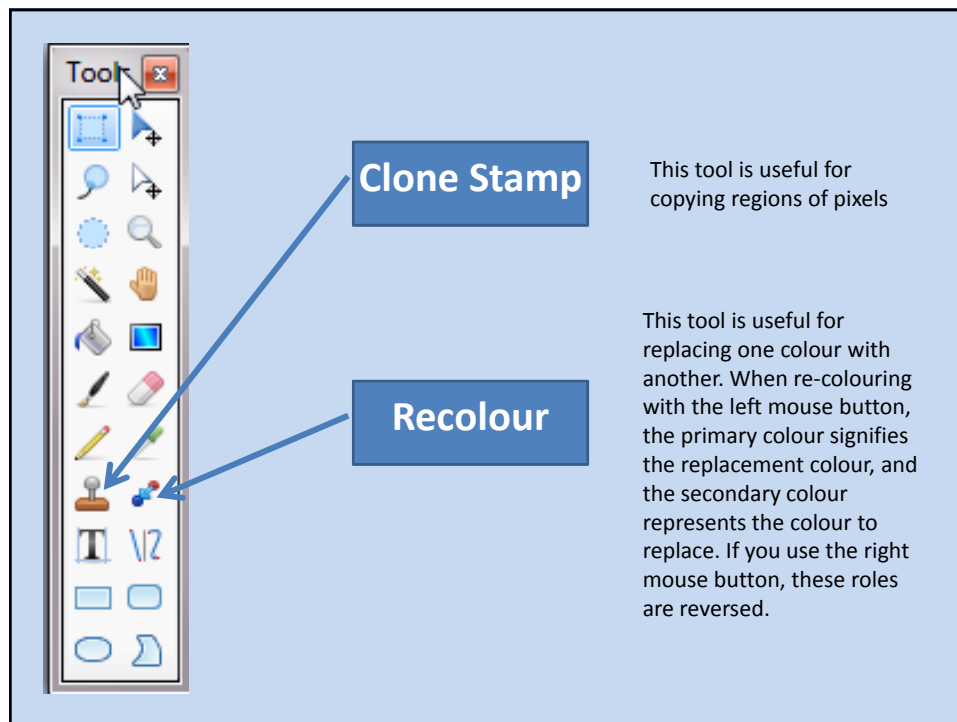 Tools
Clone Stamp
This tool is useful for
copying regions of pixels
Recolour
This tool is useful for
replacing one colour with
another. When re-colouring
with the left mouse button,
the primary colour signifies
the replacement colour, and
the secondary colour
represents the colour to
replace. If you use the right
mouse button, these roles
are reversed.
T